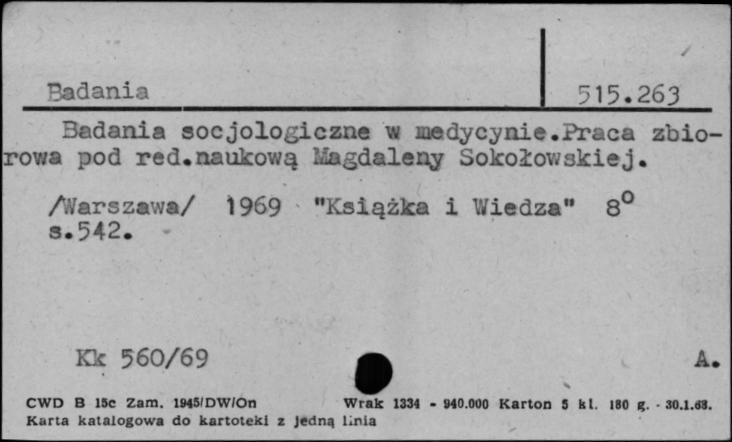 Badania 515.263
Badania socjologiczne w medycynie.Praca zbio-
rowa pod red.naukową Magdaleny Sokołowskiej.
/Warszawa/ 1969 "Książka i Wiedza" 8°
s.542.
Kk 560/69 A.
CWD B 15c Zam. 1945/DW/On Wrak 1334 - 940.000 Karton 5 kl. 180 g. - 30.1.68.
Karta katalogowa do kartoteki z jedną linia